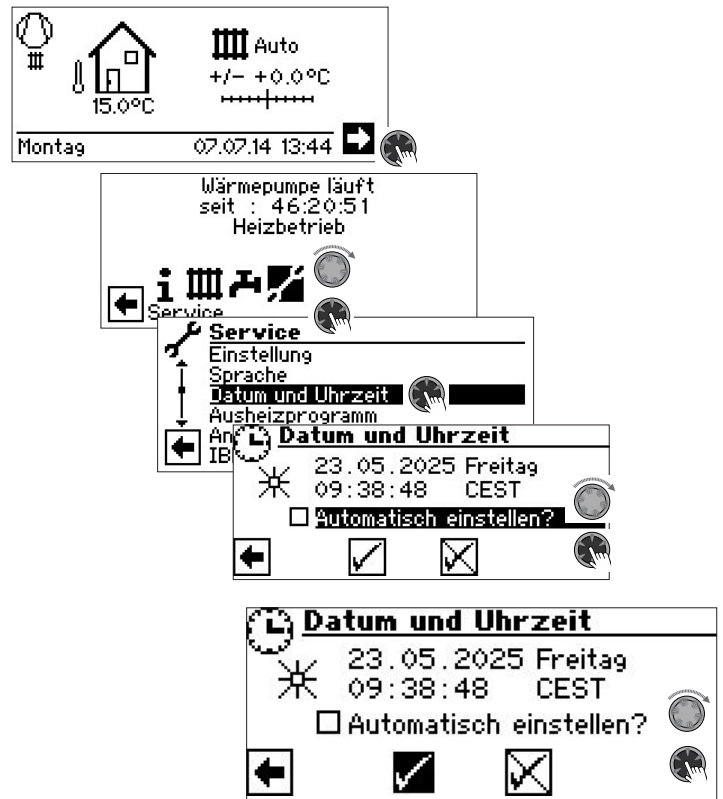 Auto
+/- +0.0°C
15.0°C
Montag 07.07.14 13:44
Wärmepumpe läuft
seit : 46:20:51
Heizbetrieb
Service
Service
Einstellung
Sprache
Datum und Uhrzeit
Ausheizprogramm
An
IB
Datum und Uhrzeit
23.05.2025 Freitag
09:38:48 CEST
Automatisch einstellen?
Datum und Uhrzeit
23.05.2025 Freitag
09:38:48 CEST
Automatisch einstellen?